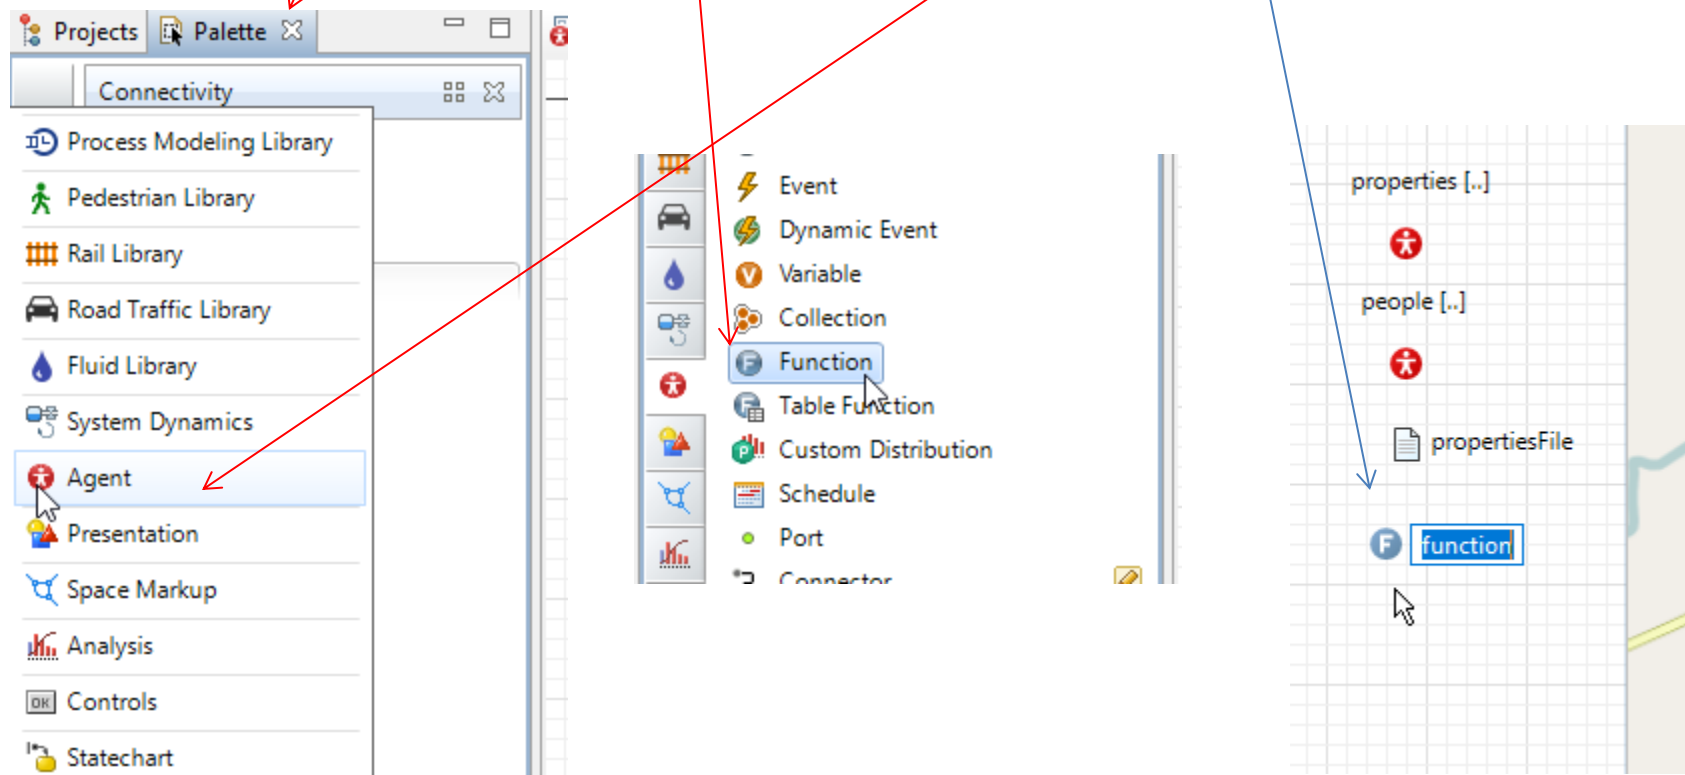 Projects
Palette
Connectivity
Process Modeling Library
Pedestrian Library
Rail Library
Road Traffic Library
Fluid Library
System Dynamics
Agent
Presentation
Space Markup
Analysis
OK Controls
Statechart
Event
Dynamic Event
V Variable
Collection
F Function
Table Function
Custom Distribution
Schedule
Port
Connector
properties [..]
people [..]
propertiesFile
F function